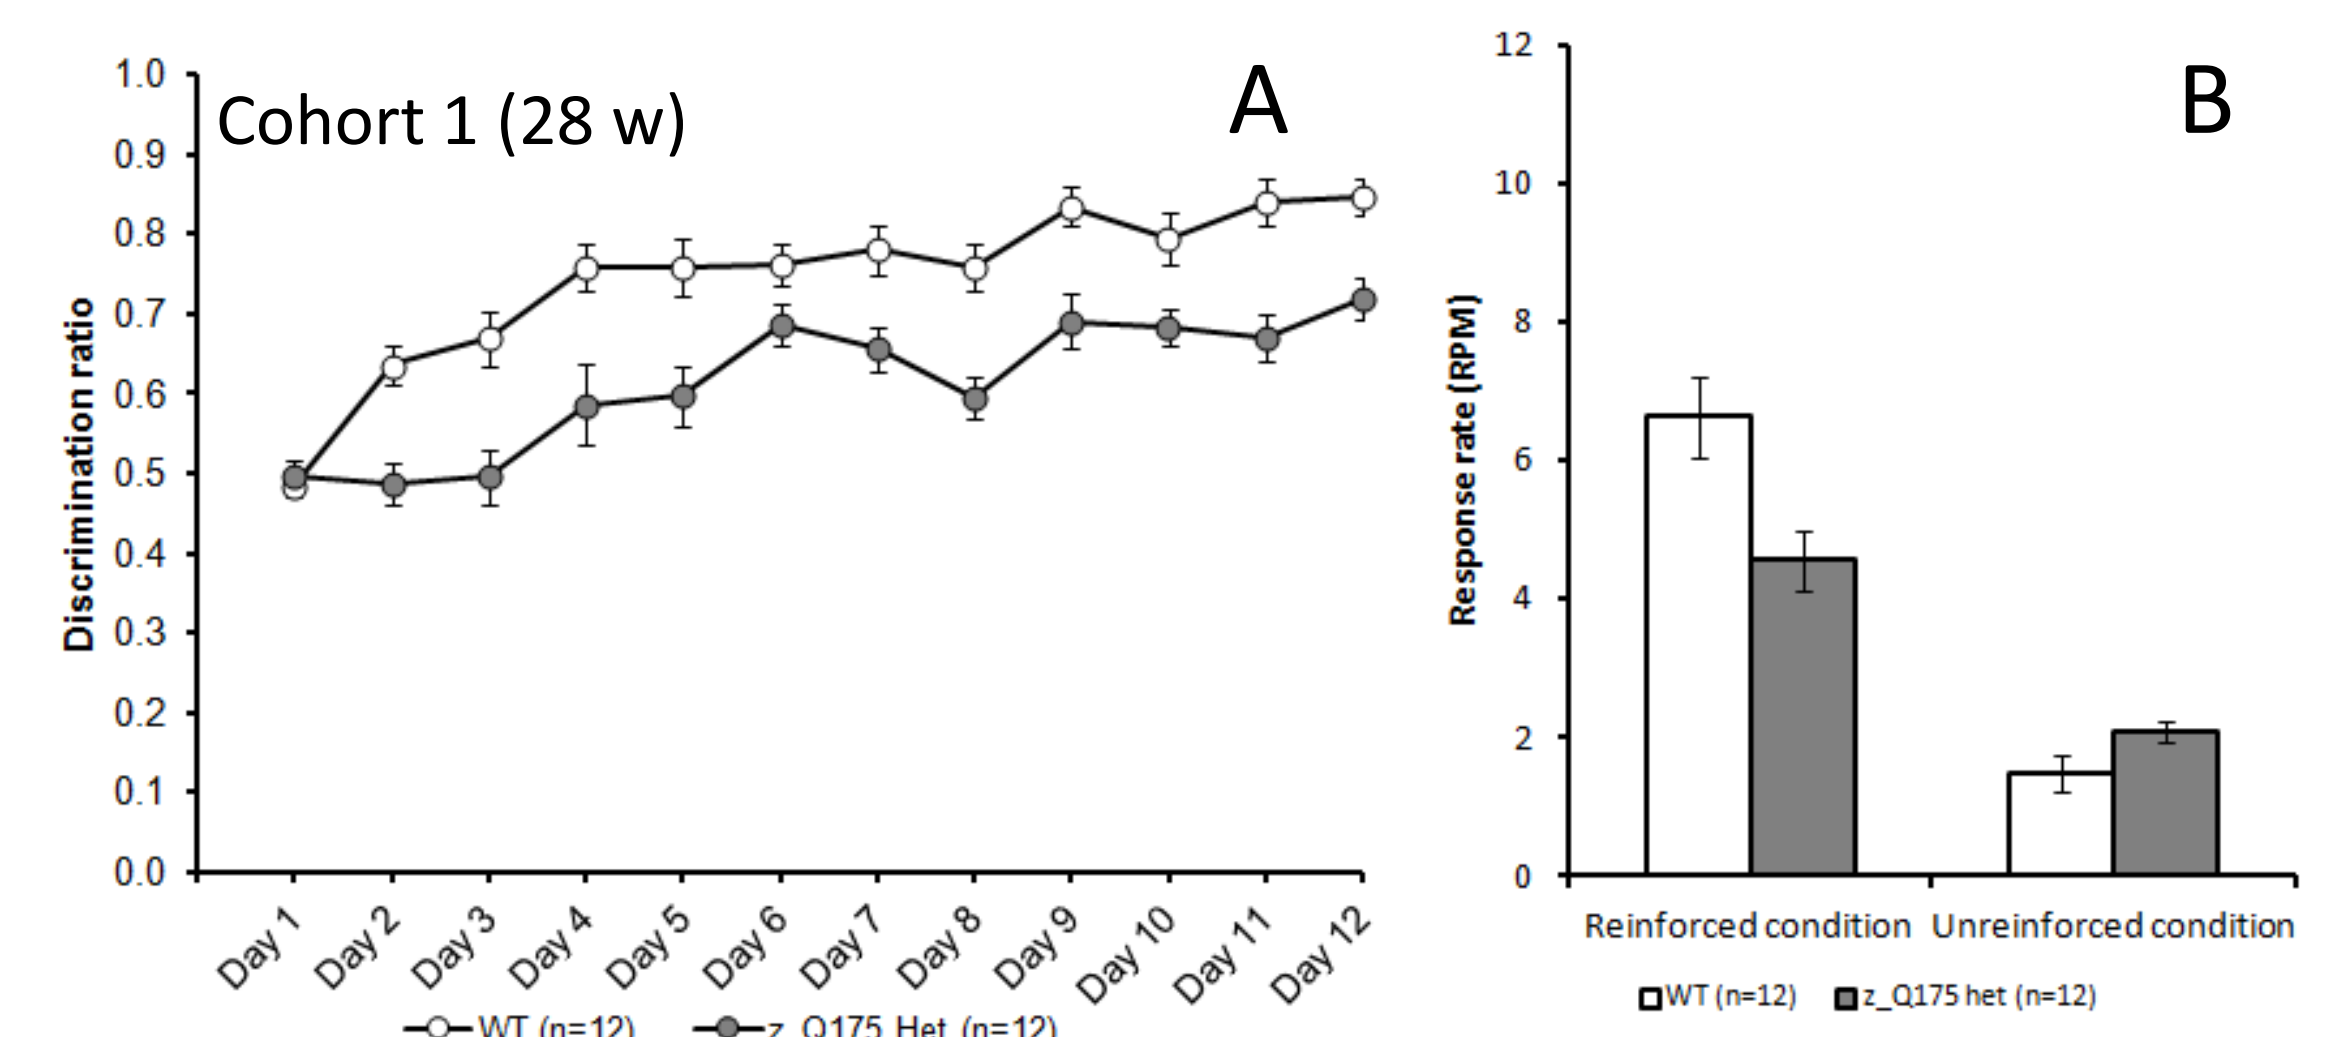 Cohort 1 (28 w)
A
Discrimination ratio
1.0
0.9
0.8
0.7
0.6
0.5
0.4
0.3
0.2
0.1
0.0
Day 1
Day 2
Day 3
Day 4
Day 5
Day 6
Day 7
Day 8
Day 9
Day 10
Day 11
Day 12
WT (n=12)
z_Q175 Het (n=12)
B
Response rate (RPM)
12
10
8
6
4
2
0
Reinforced condition
Unreinforced condition
WT (n=12)
z_Q175 het (n=12)